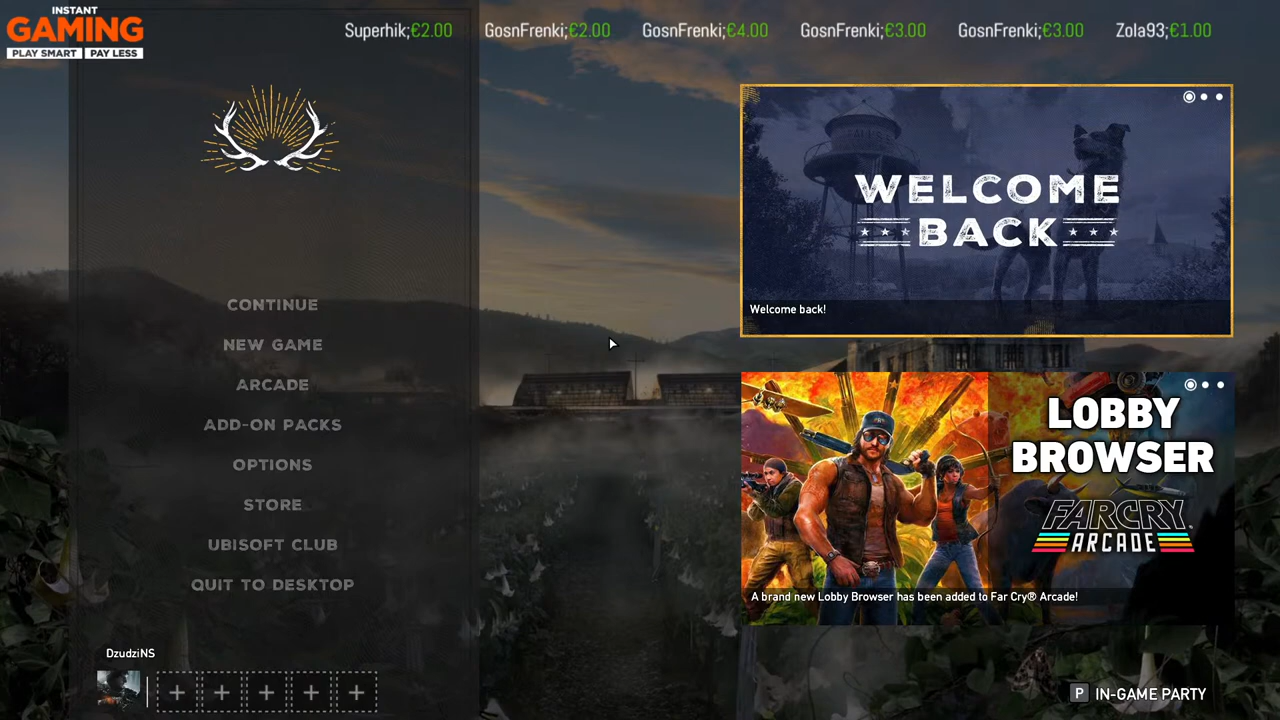 INSTANT
GAMING
PLAY SMART | PAY LESS
Superhik;€2.00 GosnFrenki;€2.00 GosnFrenki;€4.00 GosnFrenki;€3.00 GosnFrenki;€3.00 Zola93;€1.00
WELCOME
BACK
Welcome back!
CONTINUE
NEW GAME
ARCADE
ADD-ON PACKS
OPTIONS
STORE
UBISOFT CLUB
QUIT TO DESKTOP
LOBBY
BROWSER
FARCRY
ARCADE
A brand new Lobby Browser has been added to Far Cry® Arcade!
DzudziNS
P IN-GAME PARTY